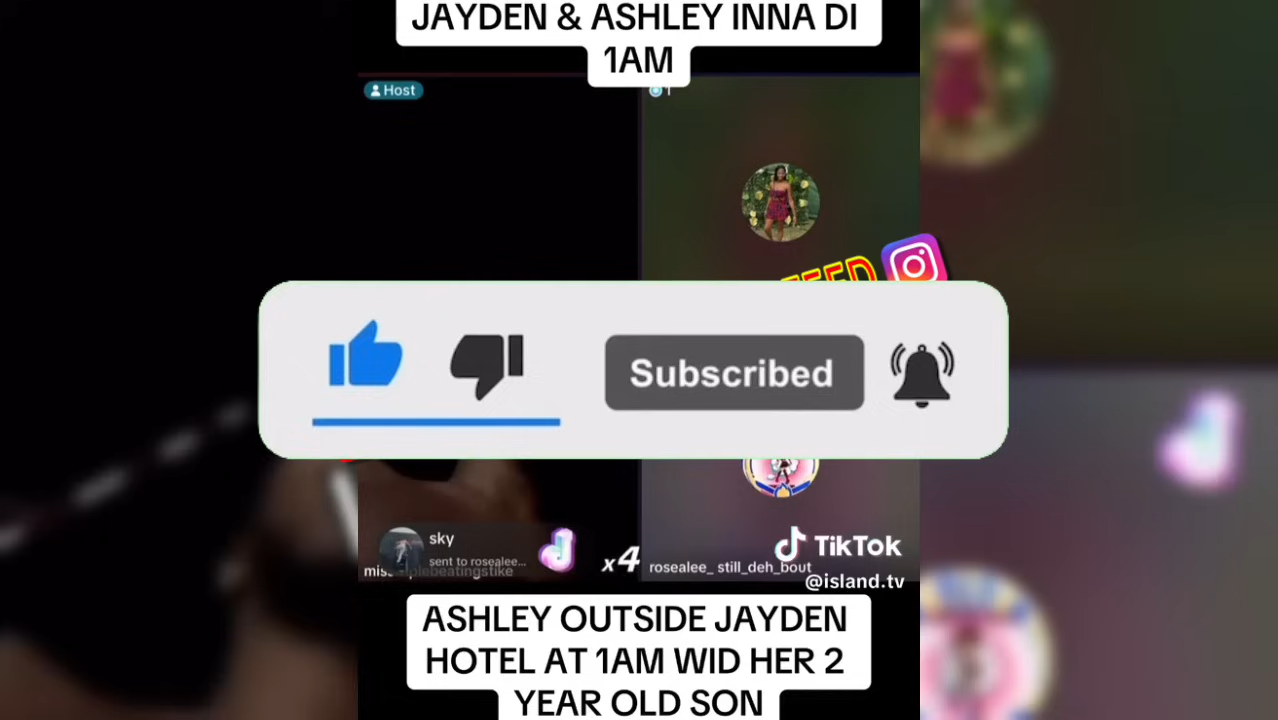 JAYDEN & ASHLEY INNA DI
1AM
Host
1
Subscribed
sky
sent to rosealee...
x4
rosealee_ still_deh_bout
TikTok
@island.tv
ASHLEY OUTSIDE JAYDEN
HOTEL AT 1AM WID HER 2
YEAR OLD SON